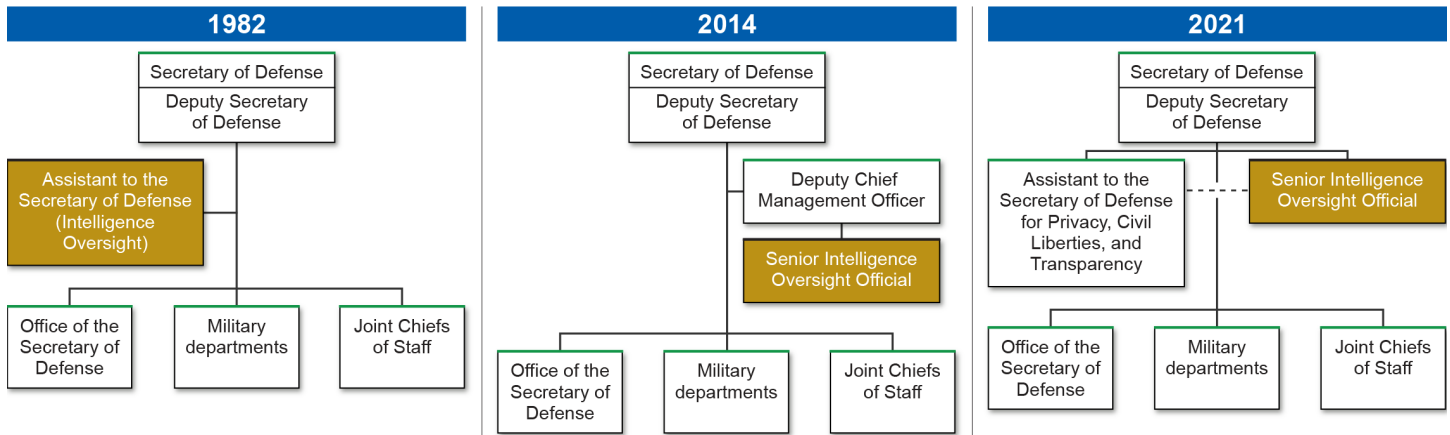 1982
Secretary of Defense
Deputy Secretary
of Defense
Assistant to the
Secretary of Defense
(Intelligence
Oversight)
Office of the
Secretary of
Defense
Military
departments
Joint Chiefs
of Staff
2014
Secretary of Defense
Deputy Secretary
of Defense
Deputy Chief
Management Officer
Senior Intelligence
Oversight Official
Office of the
Secretary of
Defense
Military
departments
Joint Chiefs
of Staff
2021
Secretary of Defense
Deputy Secretary
of Defense
Assistant to the
Secretary of Defense
for Privacy, Civil
Liberties, and
Transparency
Senior Intelligence
Oversight Official
Office of the
Secretary of
Defense
Military
departments
Joint Chiefs
of Staff